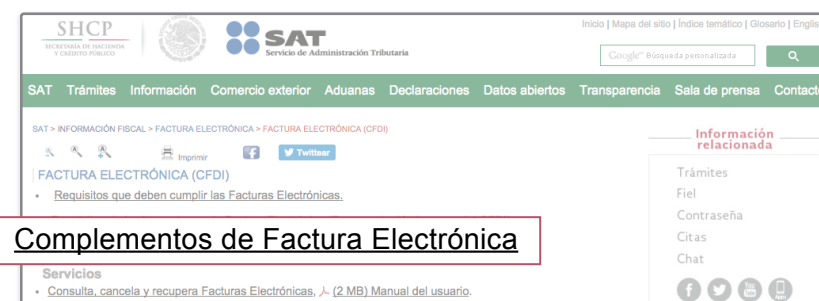 SHCP
SECRETARÍA DE HACIENDA
Y CRÉDITO PÚBLICO
SAT
Servicio de Administración Tributaria
Inicio | Mapa del sitio | Índice temático | Glosario | Englis
Google™ Búsqueda personalizada
SAT Trámites Información Comercio exterior Aduanas Declaraciones Datos abiertos Transparencia Sala de prensa Contacto
SAT > INFORMACIÓN FISCAL > FACTURA ELECTRÓNICA > FACTURA ELECTRÓNICA (CFDI)
Imprimir
Twittear
FACTURA ELECTRÓNICA (CFDI)
• Requisitos que deben cumplir las Facturas Electrónicas.
Complementos de Factura Electrónica
Servicios
• Consulta, cancela y recupera Facturas Electrónicas, (2 MB) Manual del usuario.
Información
relacionada
Trámites
Fiel
Contraseña
Citas
Chat